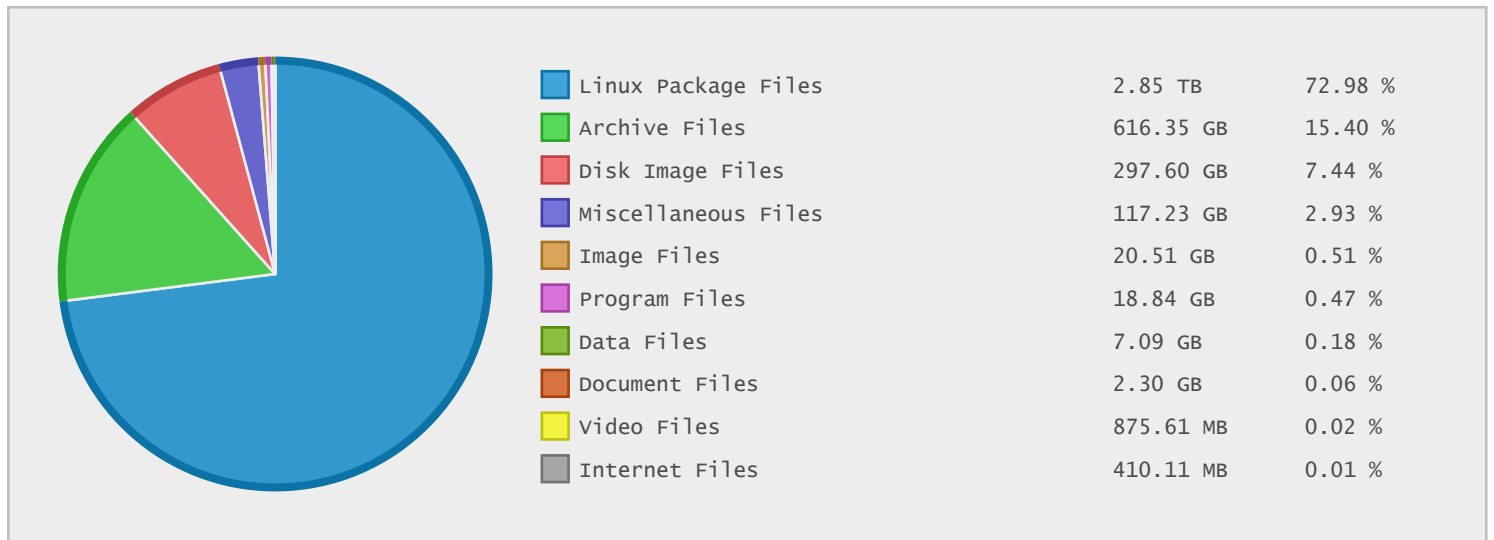 Linux Package Files 2.85 TB 72.98 %
Archive Files 616.35 GB 15.40 %
Disk Image Files 297.60 GB 7.44 %
Miscellaneous Files 117.23 GB 2.93 %
Image Files 20.51 GB 0.51 %
Program Files 18.84 GB 0.47 %
Data Files 7.09 GB 0.18 %
Document Files 2.30 GB 0.06 %
Video Files 875.61 MB 0.02 %
Internet Files 410.11 MB 0.01 %